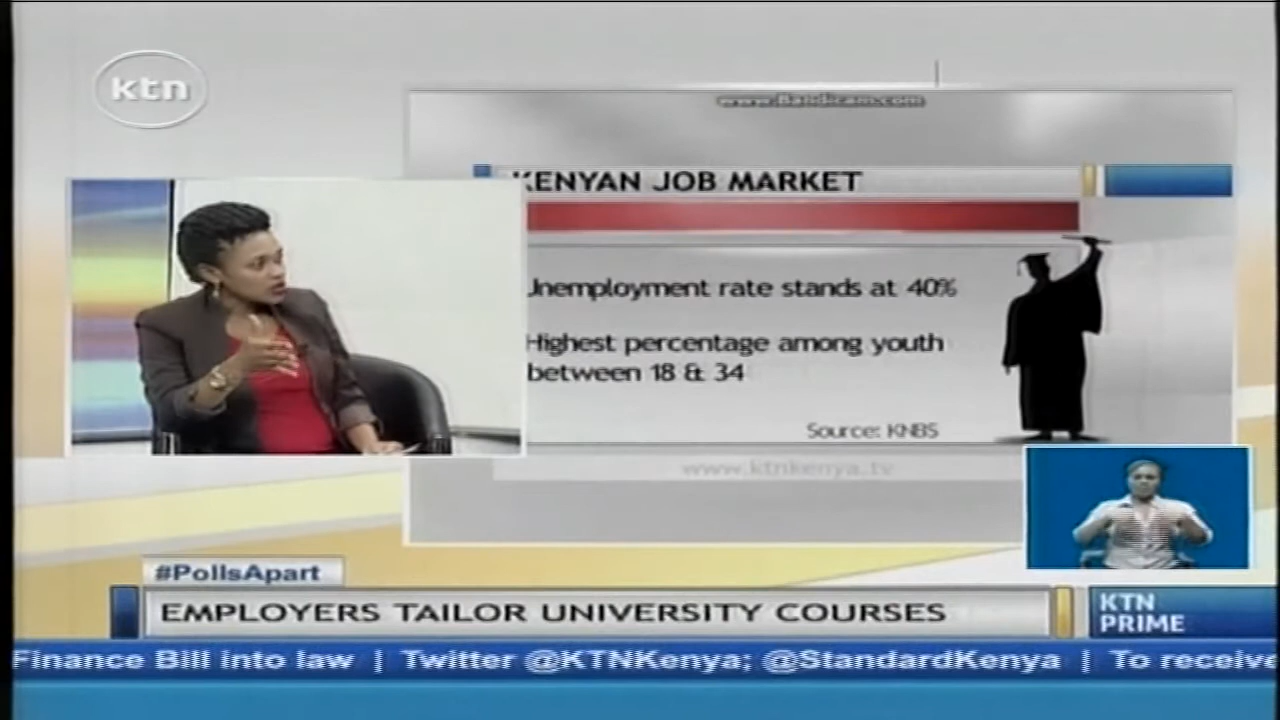 ktn
www.Bandicam.com
KENYAN JOB MARKET
Unemployment rate stands at 40%
Highest percentage among youth
between 18 & 34
Source: KNBS
www.ktnkenya.tv
#PollsApart
EMPLOYERS TAILOR UNIVERSITY COURSES
KTN
PRIME
Finance Bill into law | Twitter @KTNKenya; @StandardKenya | To receive